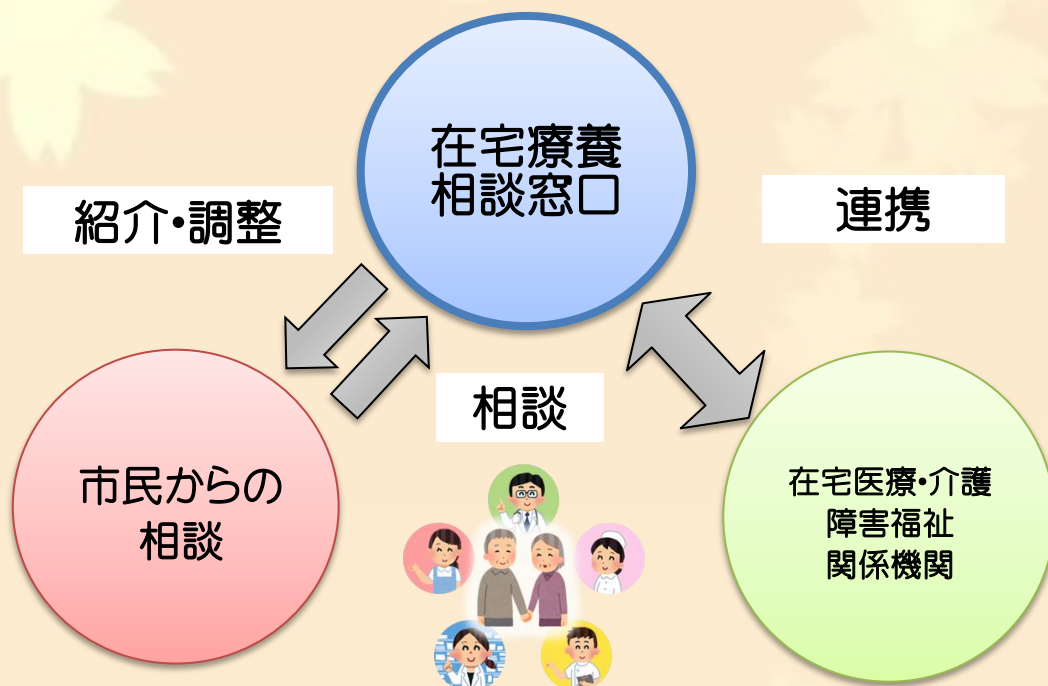 在宅療養
相談窓口
紹介・調整
連携
相談
市民からの
相談
在宅医療・介護
障害福祉
関係機関